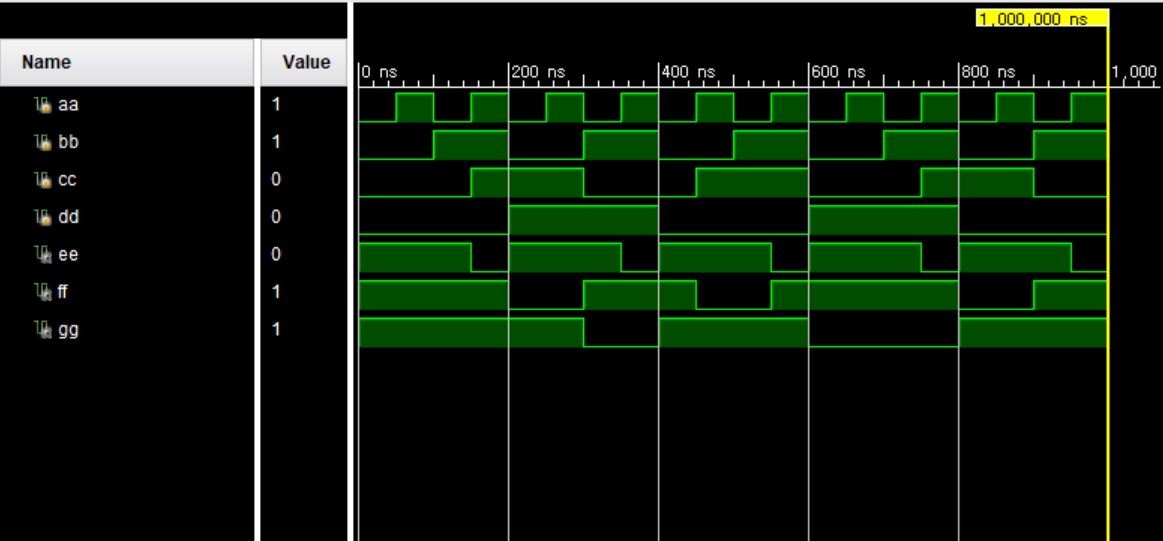 1,000,000 ns
Name Value
0 ns 200 ns 400 ns 600 ns 800 ns 1,000
aa 1
bb 1
cc 0
dd 0
ee 0
ff 1
gg 1